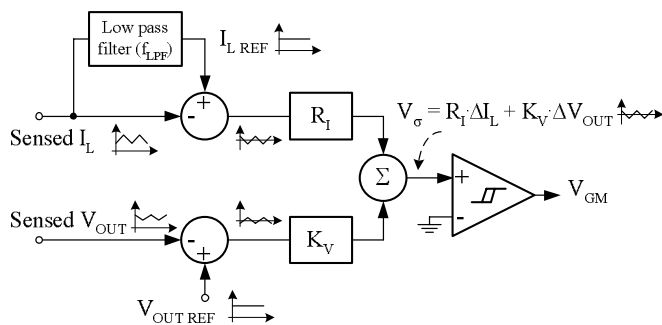 Low pass
filter (f_LPF)
I_L REF
+
-
Sensed I_L
R_I
V_σ = R_I·ΔI_L + K_V·ΔV_OUT
Σ
+
-
V_GM
Sensed V_OUT
-
+
K_V
V_OUT REF